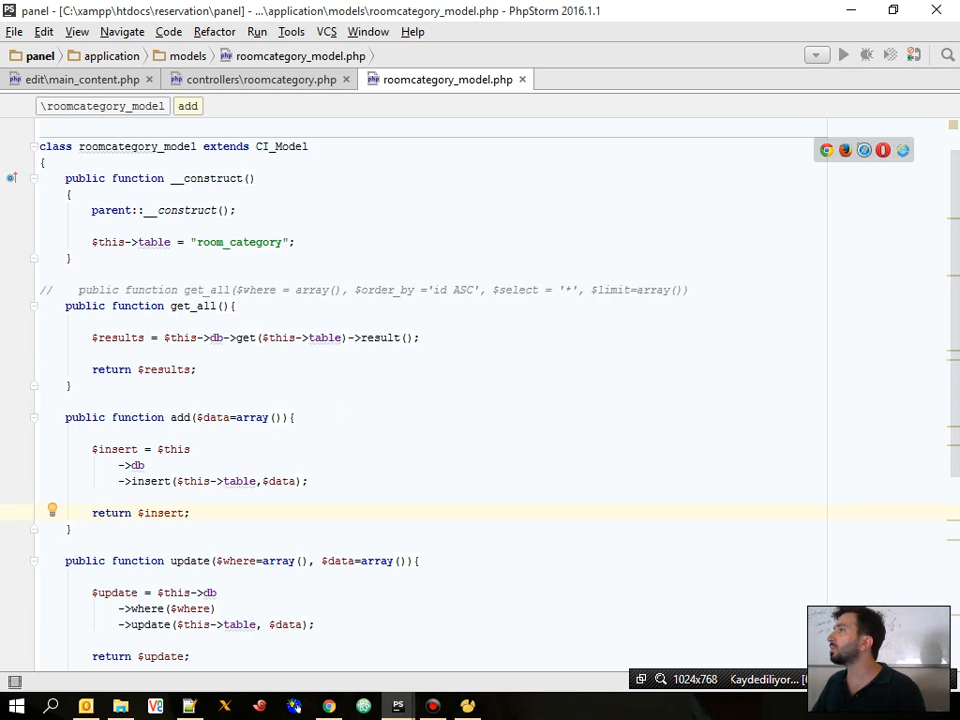 panel - [C:\xampp\htdocs\reservation\panel] - ...\application\models\roomcategory_model.php - PhpStorm 2016.1.1
File Edit View Navigate Code Refactor Run Tools VCS Window Help
panel application models roomcategory_model.php
edit\main_content.php controllers\roomcategory.php roomcategory_model.php
\roomcategory_model add
class roomcategory_model extends CI_Model
{
public function __construct()
{
parent::__construct();
$this->table = "room_category";
}
// public function get_all($where = array(), $order_by ='id ASC', $select = '*', $limit=array())
public function get_all(){
$results = $this->db->get($this->table)->result();
return $results;
}
public function add($data=array()){
$insert = $this
->db
->insert($this->table,$data);
return $insert;
}
public function update($where=array(), $data=array()){
$update = $this->db
->where($where)
->update($this->table, $data);
return $update;
1024x768 Kaydediliyor...